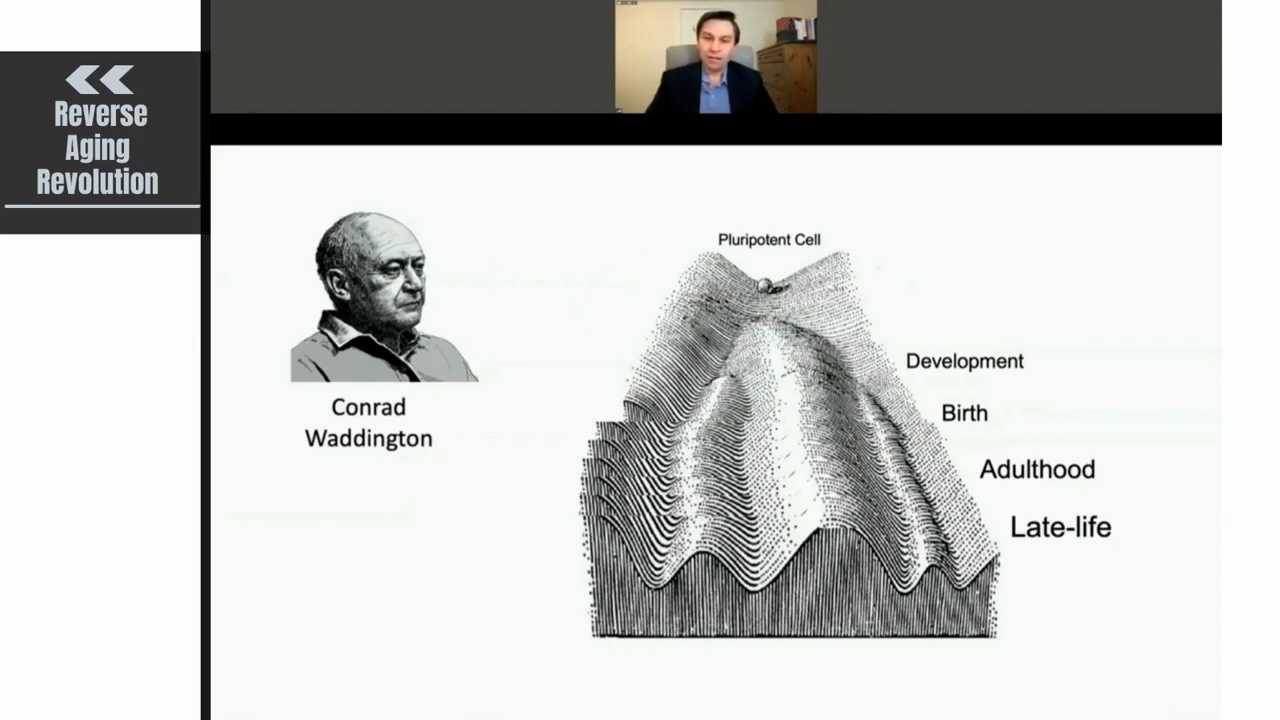 Reverse
Aging
Revolution
Pluripotent Cell
Development
Birth
Adulthood
Late-life
Conrad
Waddington